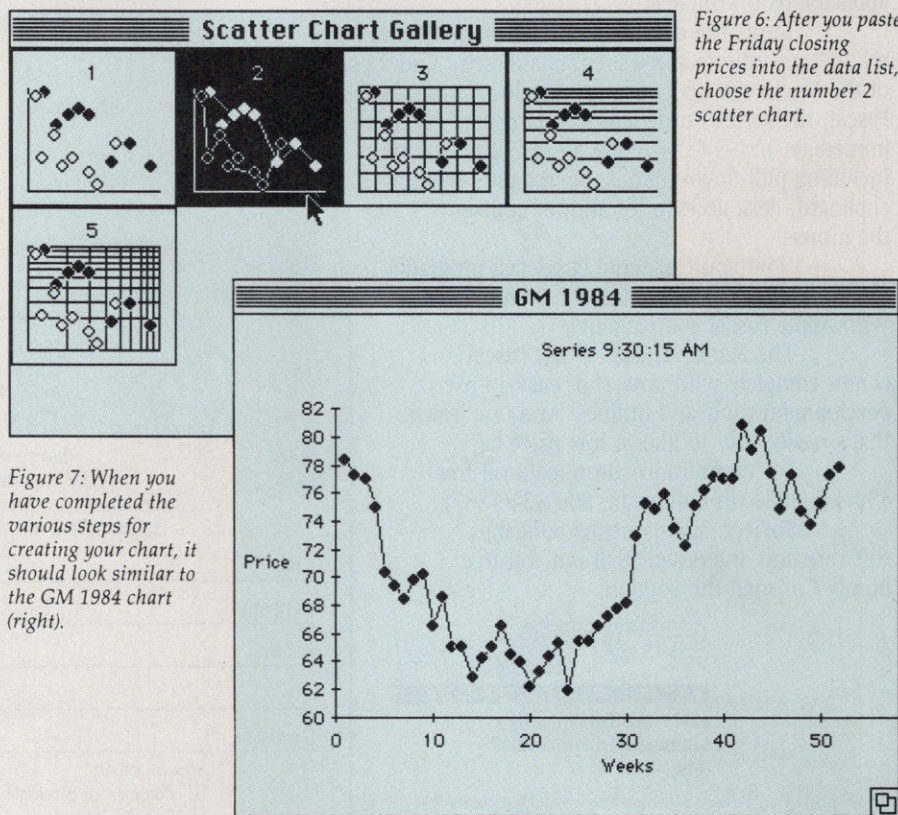 Scatter Chart Gallery
1
2
3
4
5
Figure 6: After you paste
the Friday closing
prices into the data list,
choose the number 2
scatter chart.
GM 1984
Series 9:30:15 AM
82
80
78
76
74
72
70
68
66
64
62
60
Price
0 10 20 30 40 50
Weeks
Figure 7: When you
have completed the
various steps for
creating your chart, it
should look similar to
the GM 1984 chart
(right).